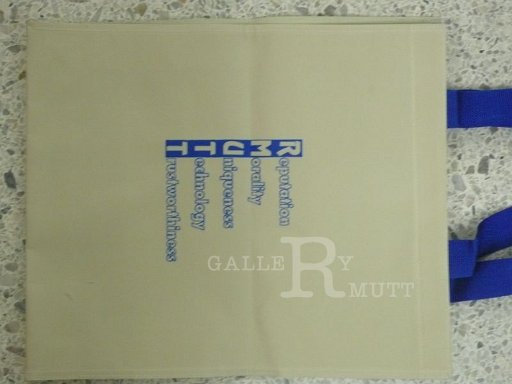 Reputation
Morality
Uniqueness
Technology
Trustworthiness
GALLERY
RMUTT